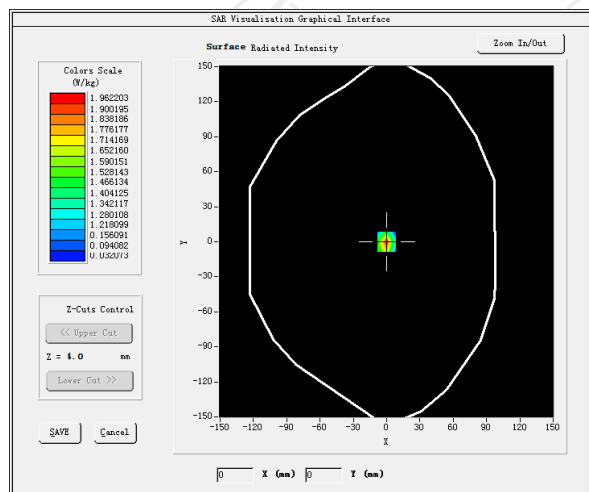 SAR Visualisation Graphical Interface
Surface Radiated Intensity
Zoom In/Out
Colors Scale
(W/kg)
1.962203
1.900195
1.838186
1.776177
1.714169
1.652160
1.590151
1.528143
1.466134
1.404125
1.342117
1.280108
1.218099
0.156091
0.094082
0.032073
150
120
90
60
30
0
-30
-60
-90
-120
-150
Y
-150 -120 -90 -60 -30 0 30 60 90 120 150
X
Z-Cuts Control
<< Upper Cut
Z = 4.0 mm
Lower Cut >>
SAVE Cancel
0 X (mm) 0 Y (mm)